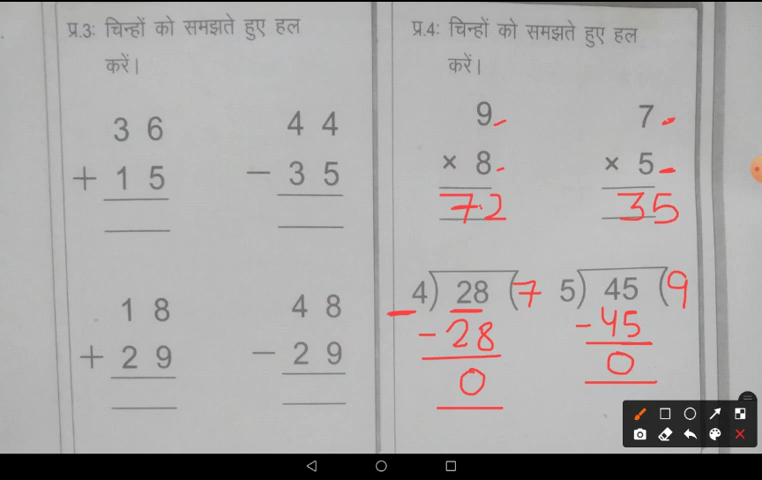 प्र.3: चिन्हों को समझते हुए हल
करें।
3 6
+ 1 5
4 4
- 3 5
1 8
+ 2 9
4 8
- 2 9
प्र.4: चिन्हों को समझते हुए हल
करें।
9
× 8
72
7
× 5
35
4) 28 (7
-28
0
5) 45 (9
-45
0